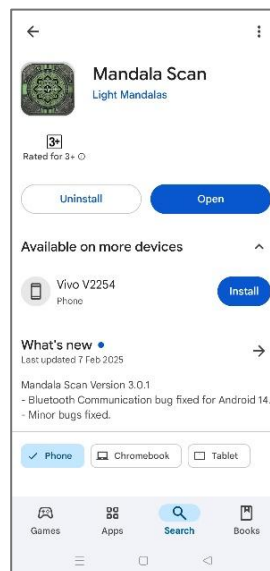 Mandala Scan
Light Mandalas
3+
Rated for 3+
Uninstall
Open
Available on more devices
Vivo V2254
Phone
Install
What's new
Last updated 7 Feb 2025
Mandala Scan Version 3.0.1
- Bluetooth Communication bug fixed for Android 14.
- Minor bugs fixed.
Phone
Chromebook
Tablet
Games
Apps
Search
Books